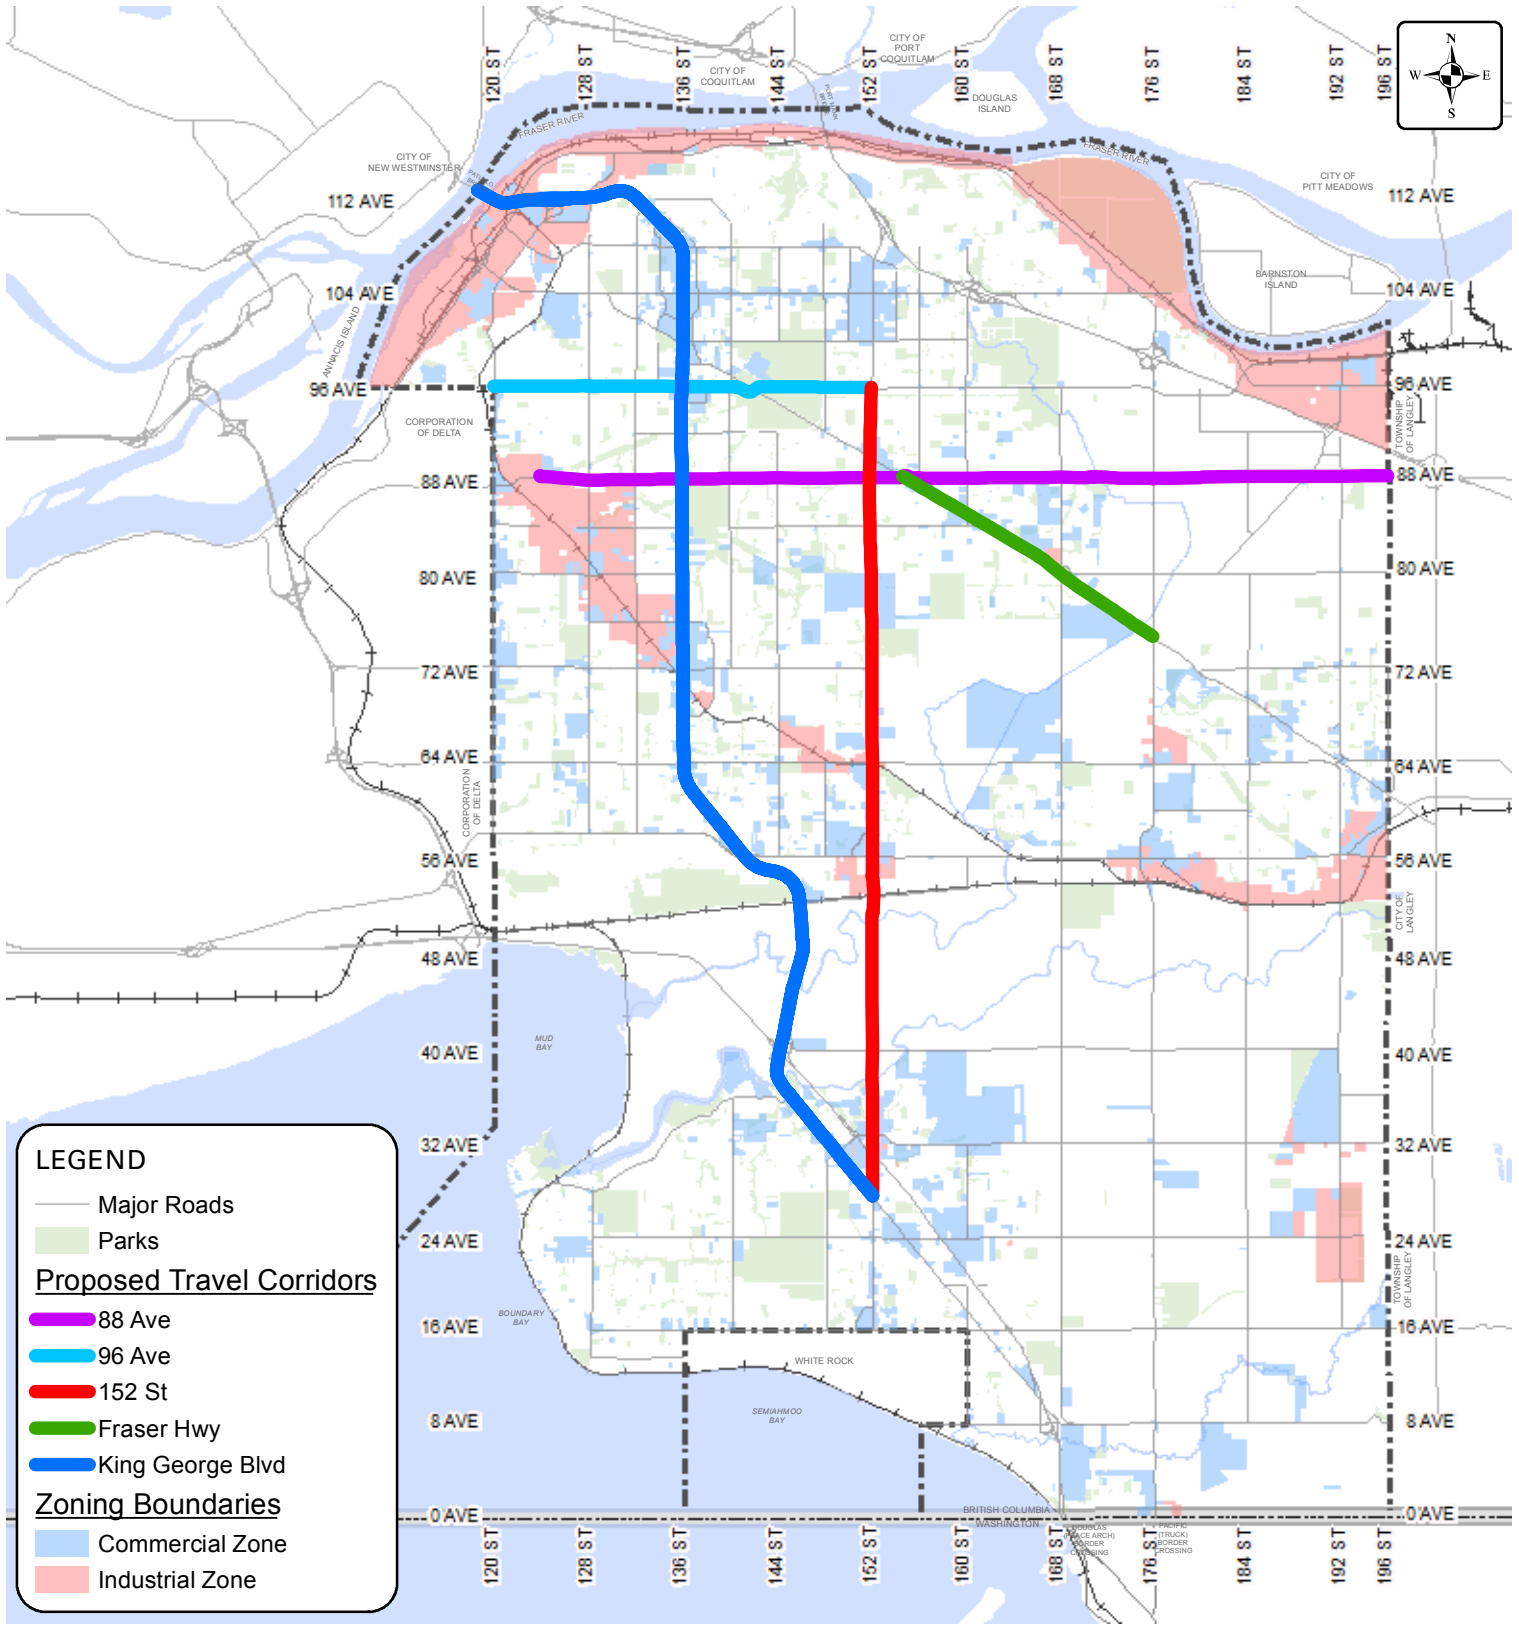 120 ST
128 ST
136 ST
144 ST
152 ST
160 ST
168 ST
176 ST
184 ST
192 ST
196 ST
N
W
E
S
CITY OF
PORT
COQUITLAM
CITY OF
COQUITLAM
DOUGLAS
ISLAND
FRASER RIVER
FRASER RIVER
CITY OF
NEW WESTMINSTER
CITY OF
PITT MEADOWS
112 AVE
112 AVE
BARNSTON
ISLAND
104 AVE
104 AVE
ANNACIS ISLAND
96 AVE
96 AVE
CORPORATION
OF DELTA
TOWNSHIP
OF LANGLEY
88 AVE
88 AVE
80 AVE
80 AVE
72 AVE
72 AVE
64 AVE
64 AVE
CORPORATION
OF DELTA
56 AVE
56 AVE
CITY OF
LANGLEY
48 AVE
48 AVE
MUD
BAY
40 AVE
40 AVE
32 AVE
32 AVE
24 AVE
24 AVE
TOWNSHIP
OF LANGLEY
BOUNDARY
BAY
16 AVE
16 AVE
WHITE ROCK
SEMIAHMOO
BAY
8 AVE
8 AVE
BRITISH COLUMBIA
WASHINGTON
0 AVE
0 AVE
DOUGLAS
(PEACE ARCH)
BORDER
CROSSING
PACIFIC
(TRUCK)
BORDER
CROSSING
120 ST
128 ST
136 ST
144 ST
152 ST
160 ST
168 ST
176 ST
184 ST
192 ST
196 ST
LEGEND
Major Roads
Parks
Proposed Travel Corridors
88 Ave
96 Ave
152 St
Fraser Hwy
King George Blvd
Zoning Boundaries
Commercial Zone
Industrial Zone